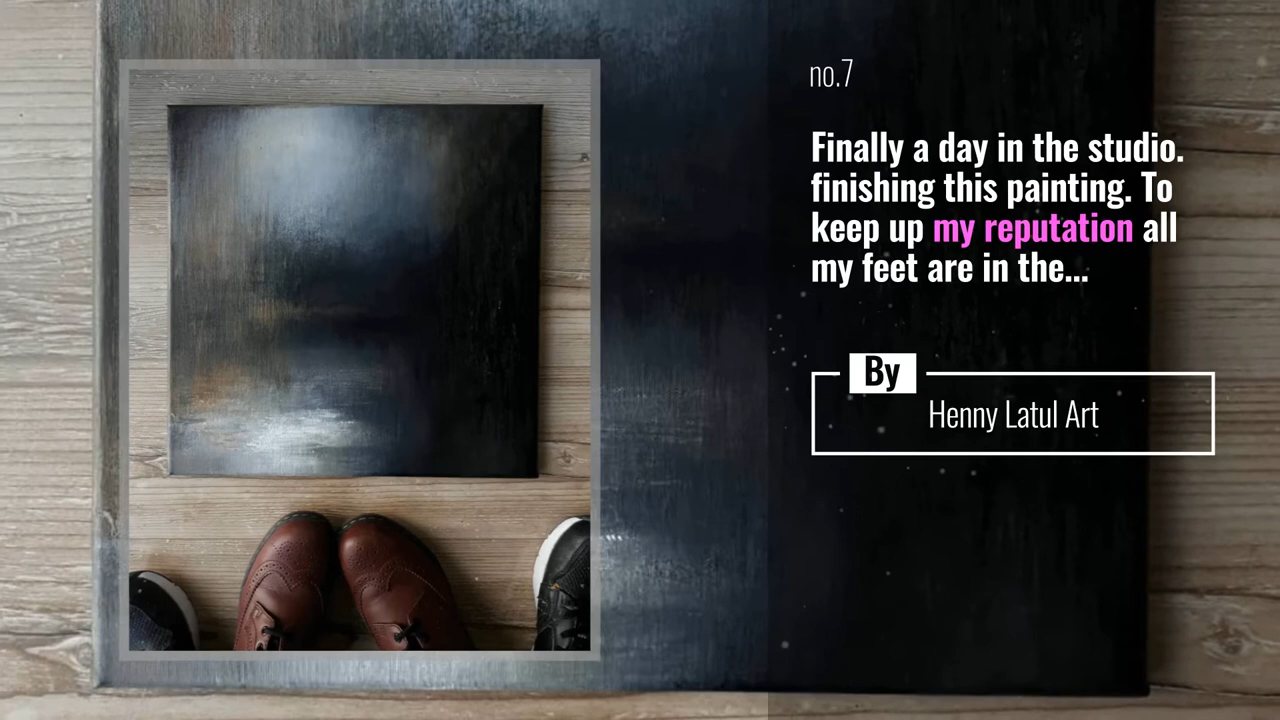 no.7
Finally a day in the studio.
finishing this painting. To
keep up my reputation all
my feet are in the...
By
Henny Latul Art